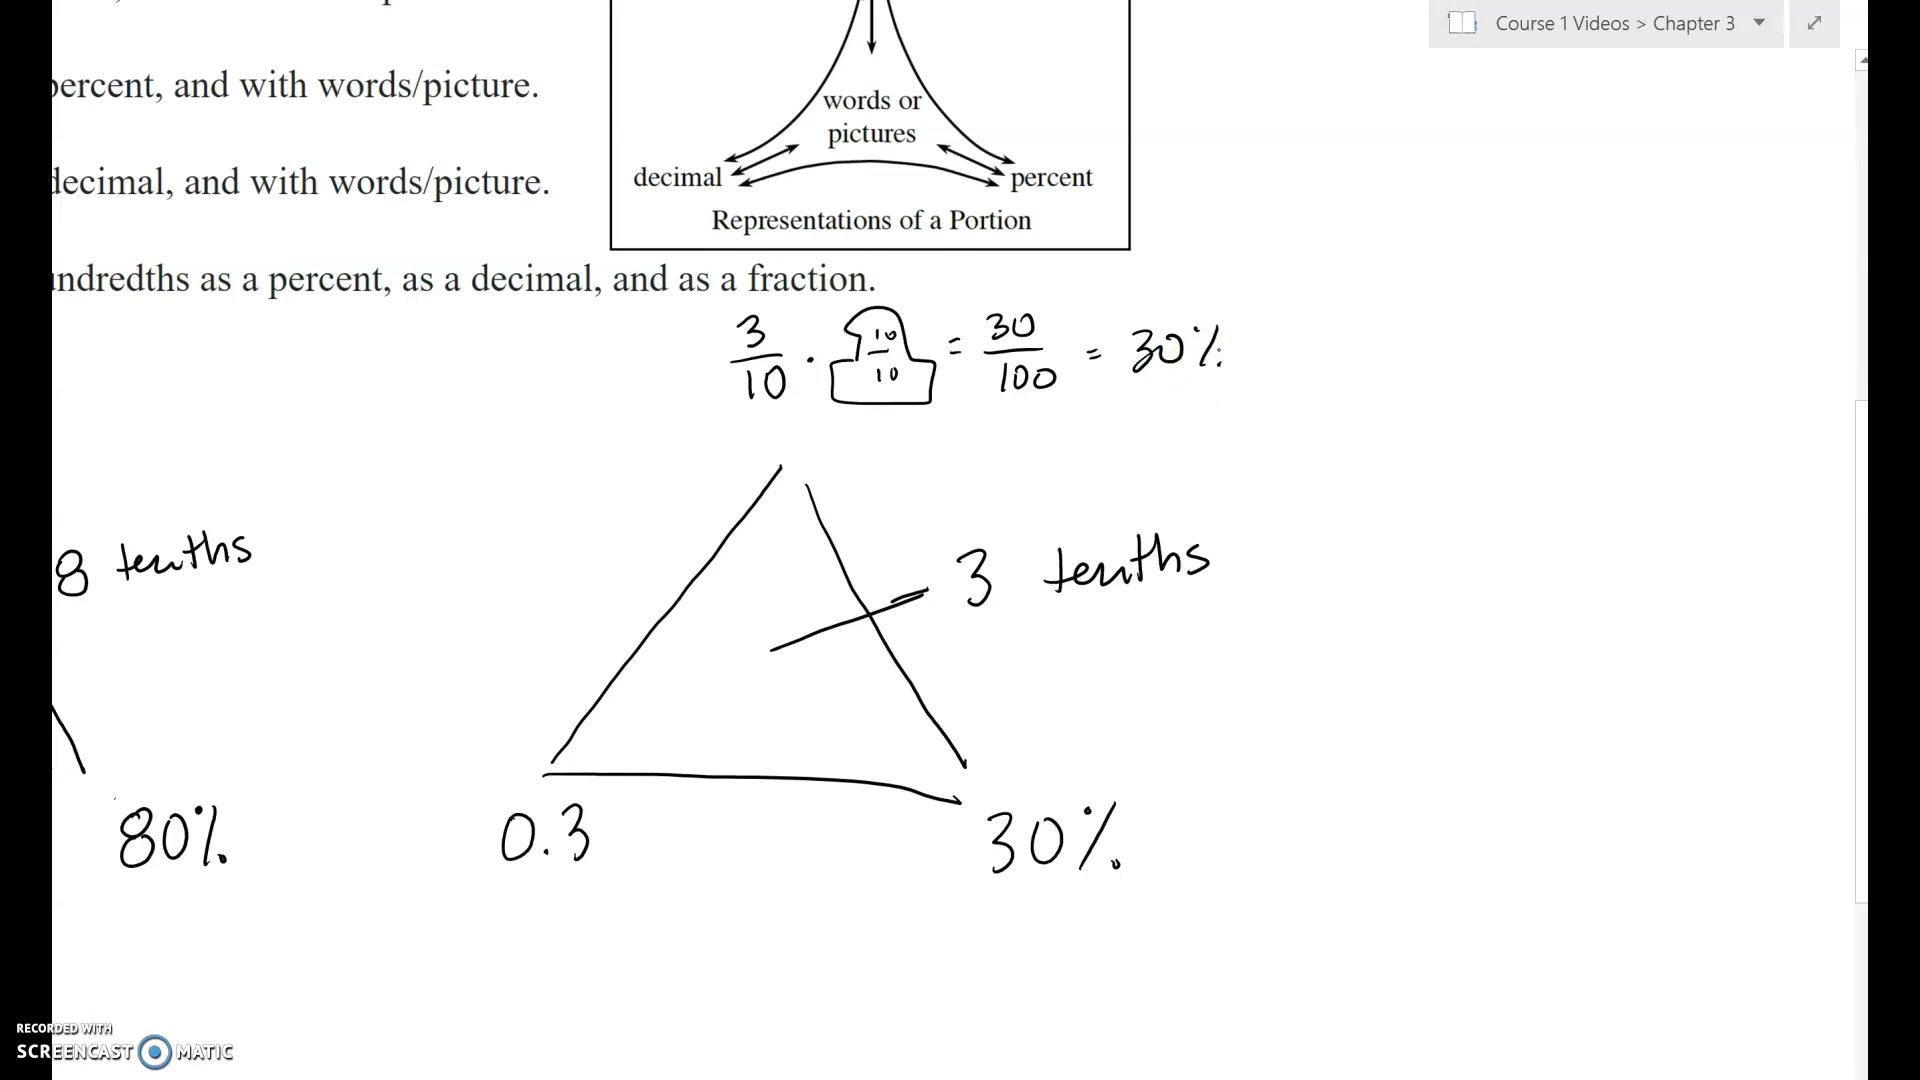 Course 1 Videos > Chapter 3
percent, and with words/picture.
words or
pictures
decimal, and with words/picture.
decimal
percent
Representations of a Portion
undredths as a percent, as a decimal, and as a fraction.
3/10 · 10/10 = 30/100 = 30%
8 tenths
3 tenths
80%
0.3
30%
RECORDED WITH
SCREENCAST MATIC